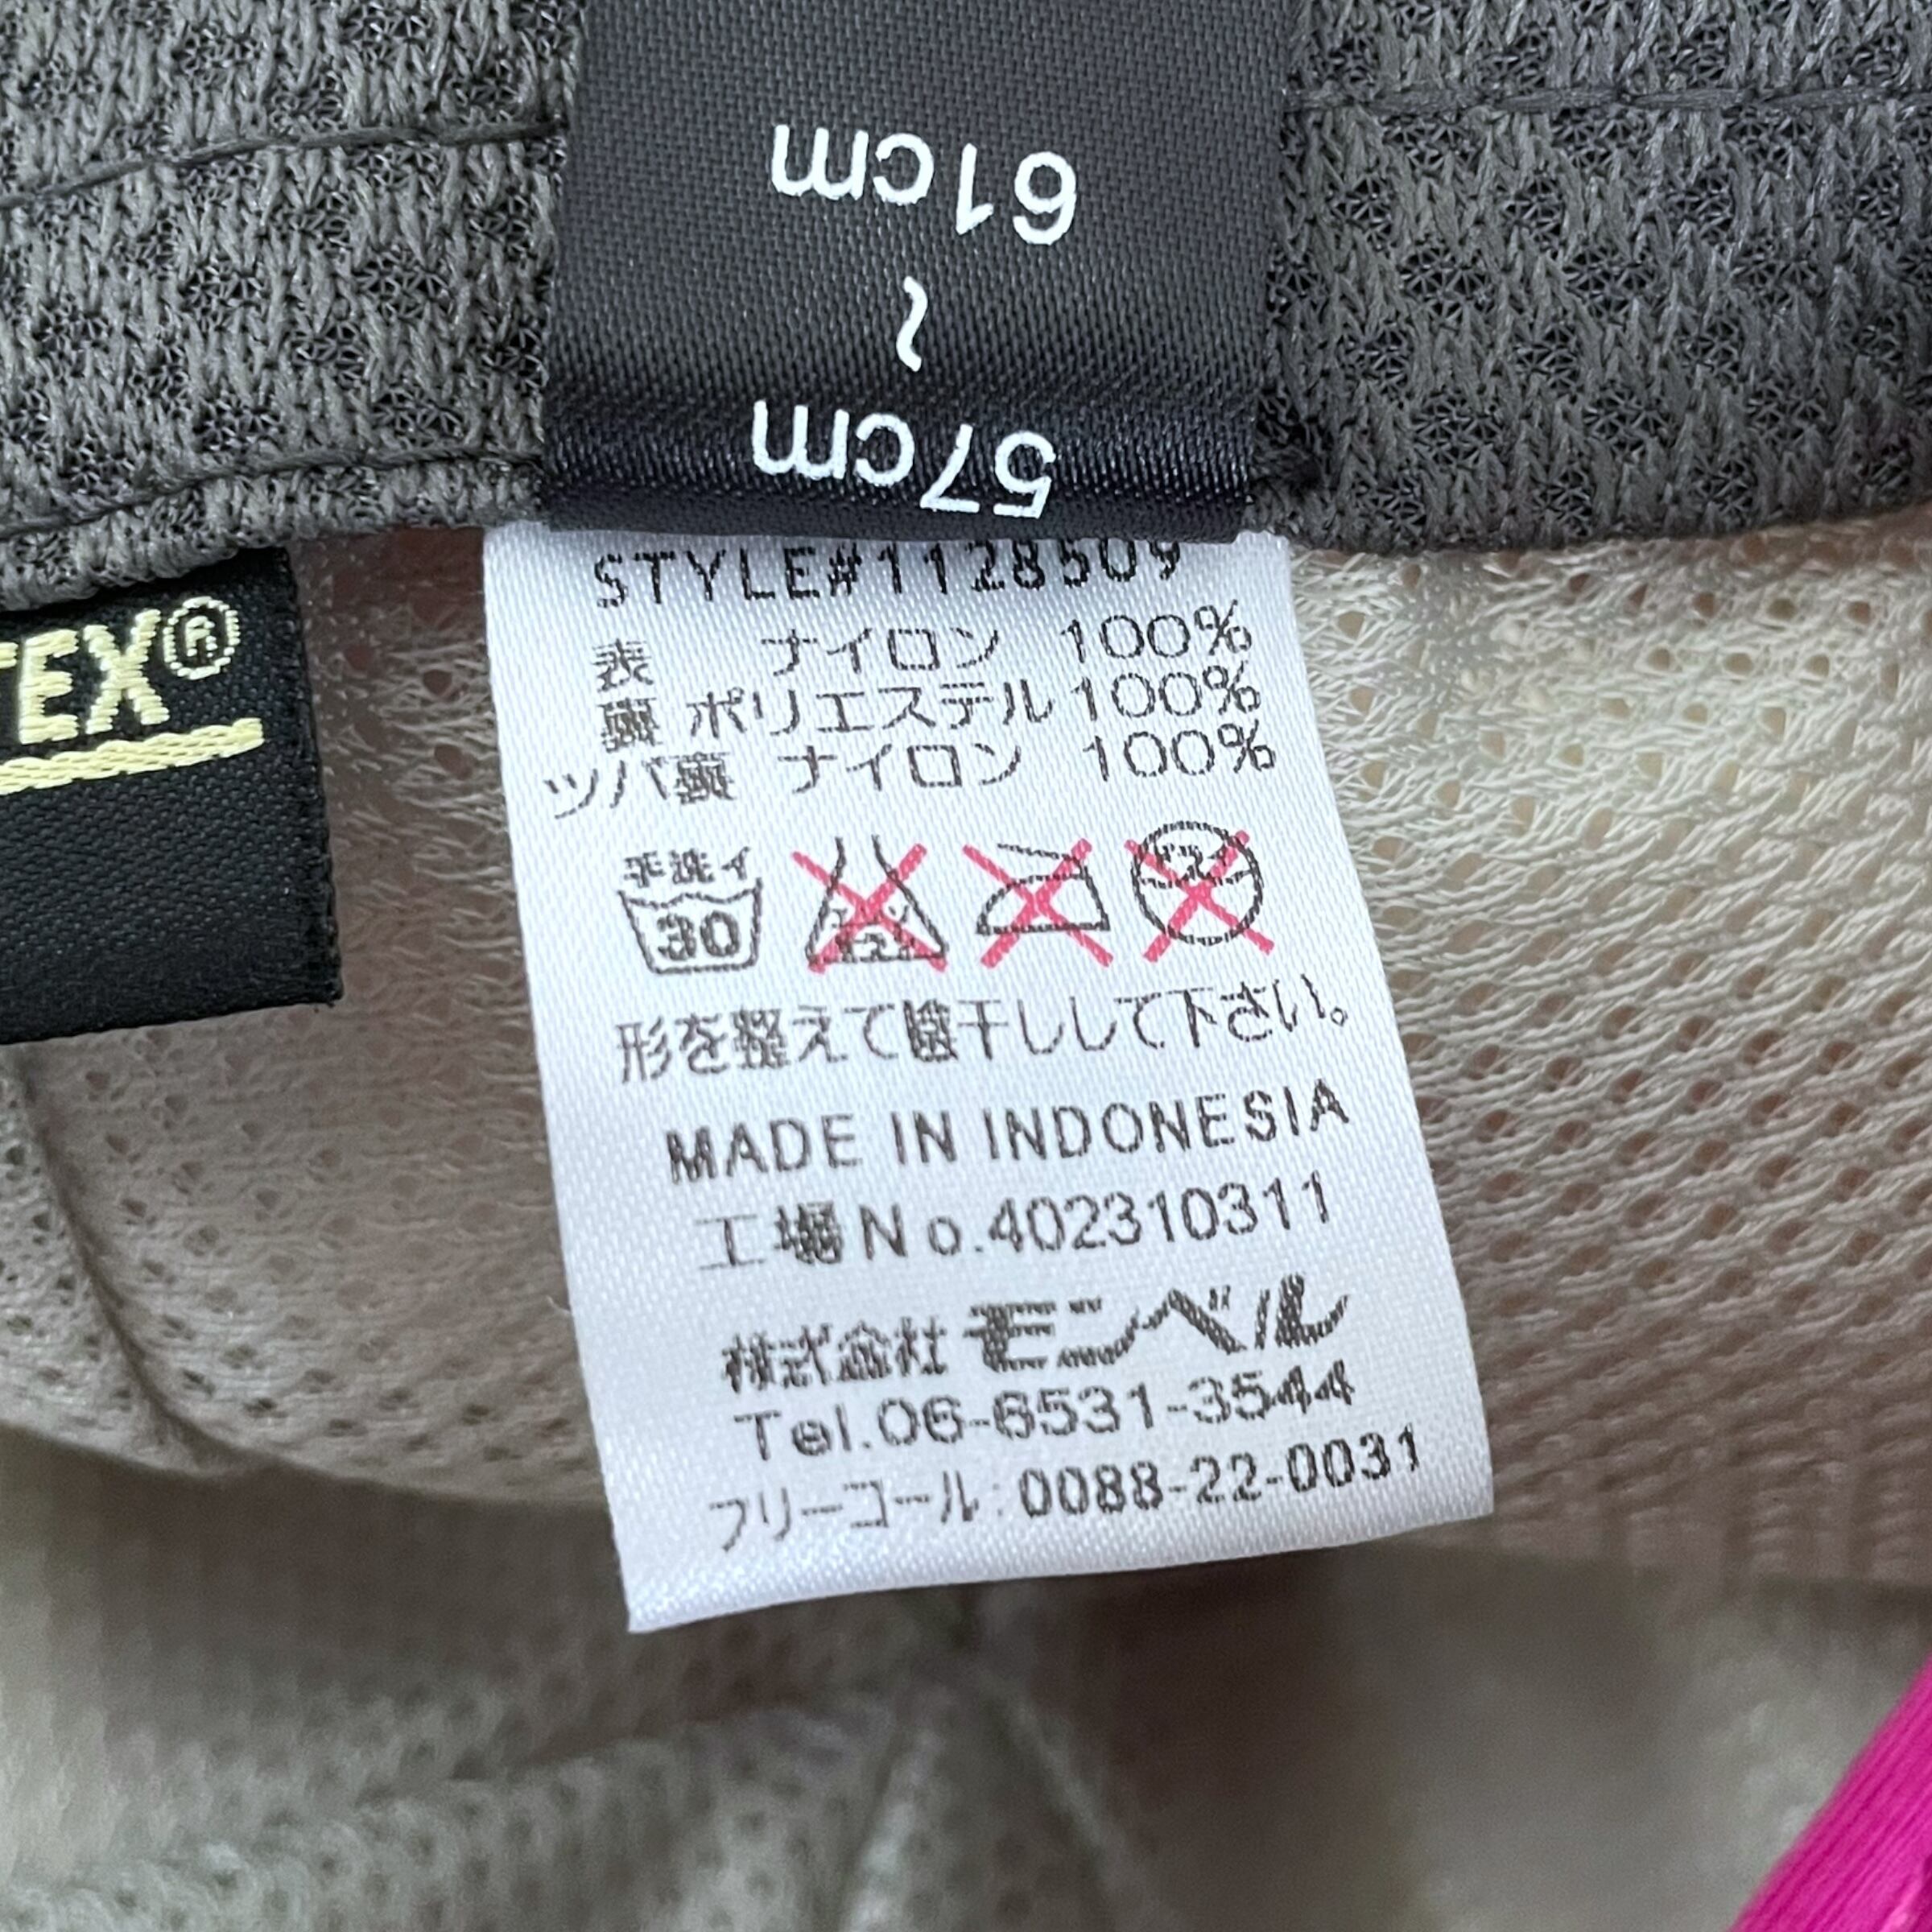 61cm
~
57cm
TEX®
STYLE#1128509
表 ナイロン 100%
裏 ポリエステル100%
ツバ裏 ナイロン 100%
手洗イ
30
形を整えて陰干しして下さい。
MADE IN INDONESIA
工場No.402310311
株式会社モンベル
Tel.06-6531-3544
フリーコール:0088-22-0031